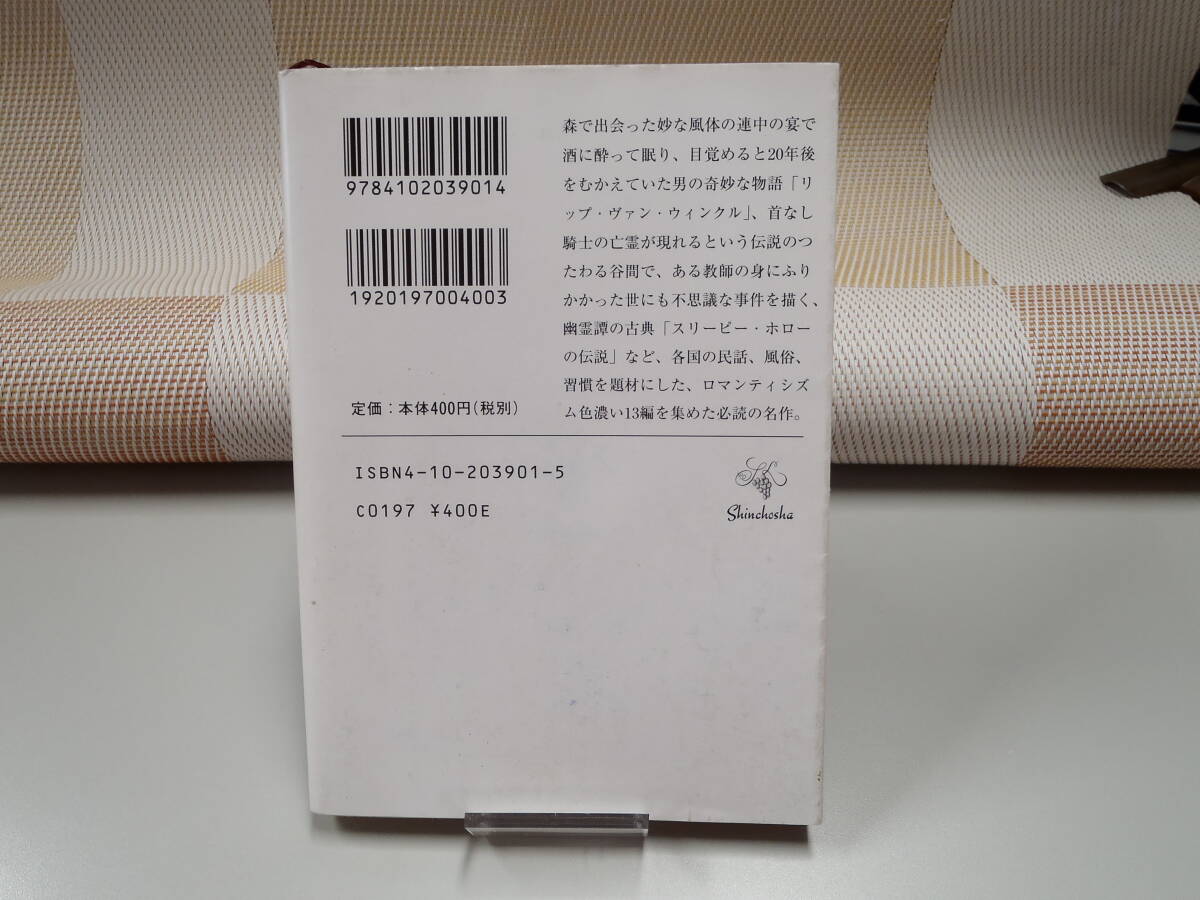 9784102039014
1920197004003
定価：本体400円（税別）
森で出会った妙な風体の連中の宴で
酒に酔って眠り、目覚めると20年後
をむかえていた男の奇妙な物語「リ
ップ・ヴァン・ウィンクル」、首なし
騎士の亡霊が現れるという伝説のつ
たわる谷間で、ある教師の身にふり
かかった世にも不思議な事件を描く、
幽霊譚の古典「スリーピー・ホロー
の伝説」など、各国の民話、風俗、
習慣を題材にした、ロマンティシズ
ム色濃い13編を集めた必読の名作。
ISBN4-10-203901-5
C0197 ¥400E
SK
Shinchosha